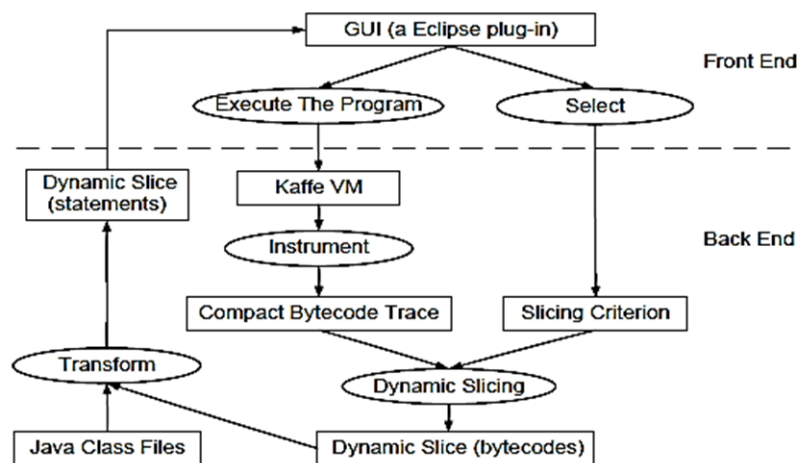 GUI (a Eclipse plug-in)
Front End
Execute The Program
Select
Dynamic Slice
(statements)
Kaffe VM
Instrument
Back End
Compact Bytecode Trace
Slicing Criterion
Transform
Dynamic Slicing
Java Class Files
Dynamic Slice (bytecodes)